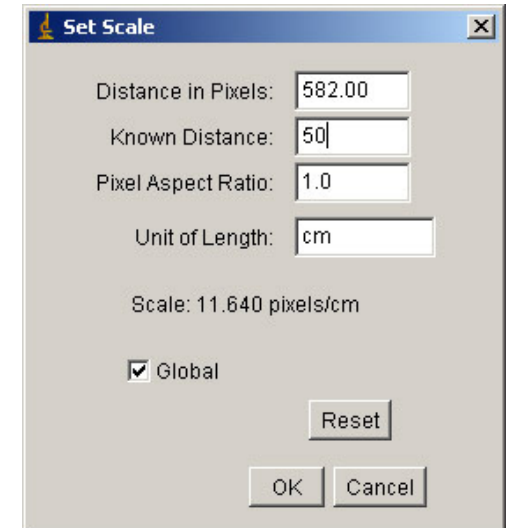 Set Scale
Distance in Pixels: 582.00
Known Distance: 50
Pixel Aspect Ratio: 1.0
Unit of Length: cm
Scale: 11.640 pixels/cm
Global
Reset
OK Cancel